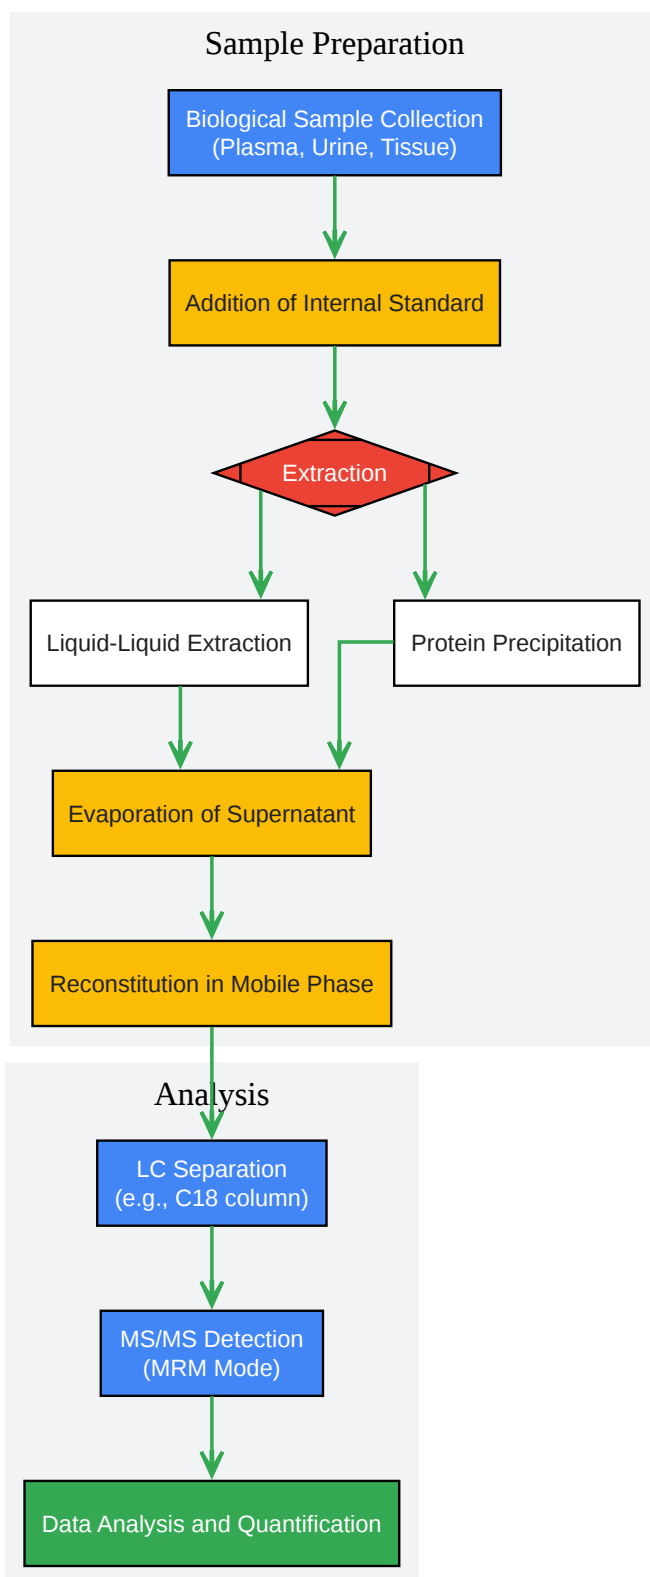 Sample Preparation
Biological Sample Collection
(Plasma, Urine, Tissue)
Addition of Internal Standard
Extraction
Liquid-Liquid Extraction
Protein Precipitation
Evaporation of Supernatant
Reconstitution in Mobile Phase
Analysis
LC Separation
(e.g., C18 column)
MS/MS Detection
(MRM Mode)
Data Analysis and Quantification